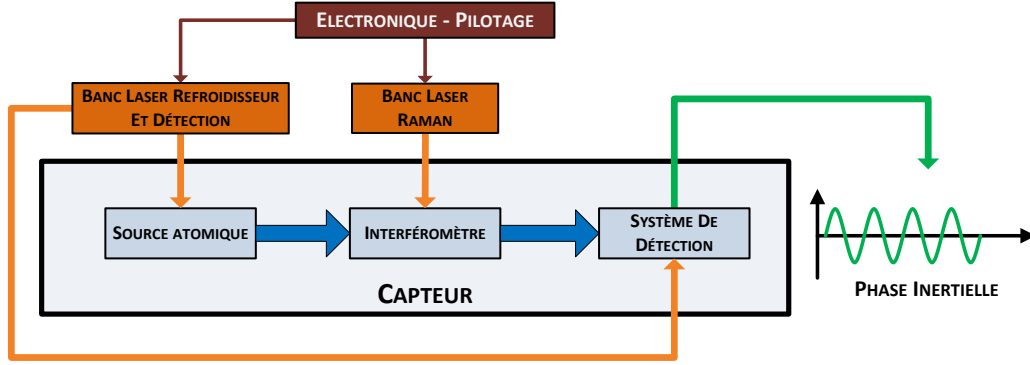 ELECTRONIQUE - PILOTAGE
BANC LASER REFROIDISSEUR
ET DÉTECTION
BANC LASER
RAMAN
SOURCE ATOMIQUE
INTERFÉROMÈTRE
SYSTÈME DE
DÉTECTION
CAPTEUR
PHASE INERTIELLE